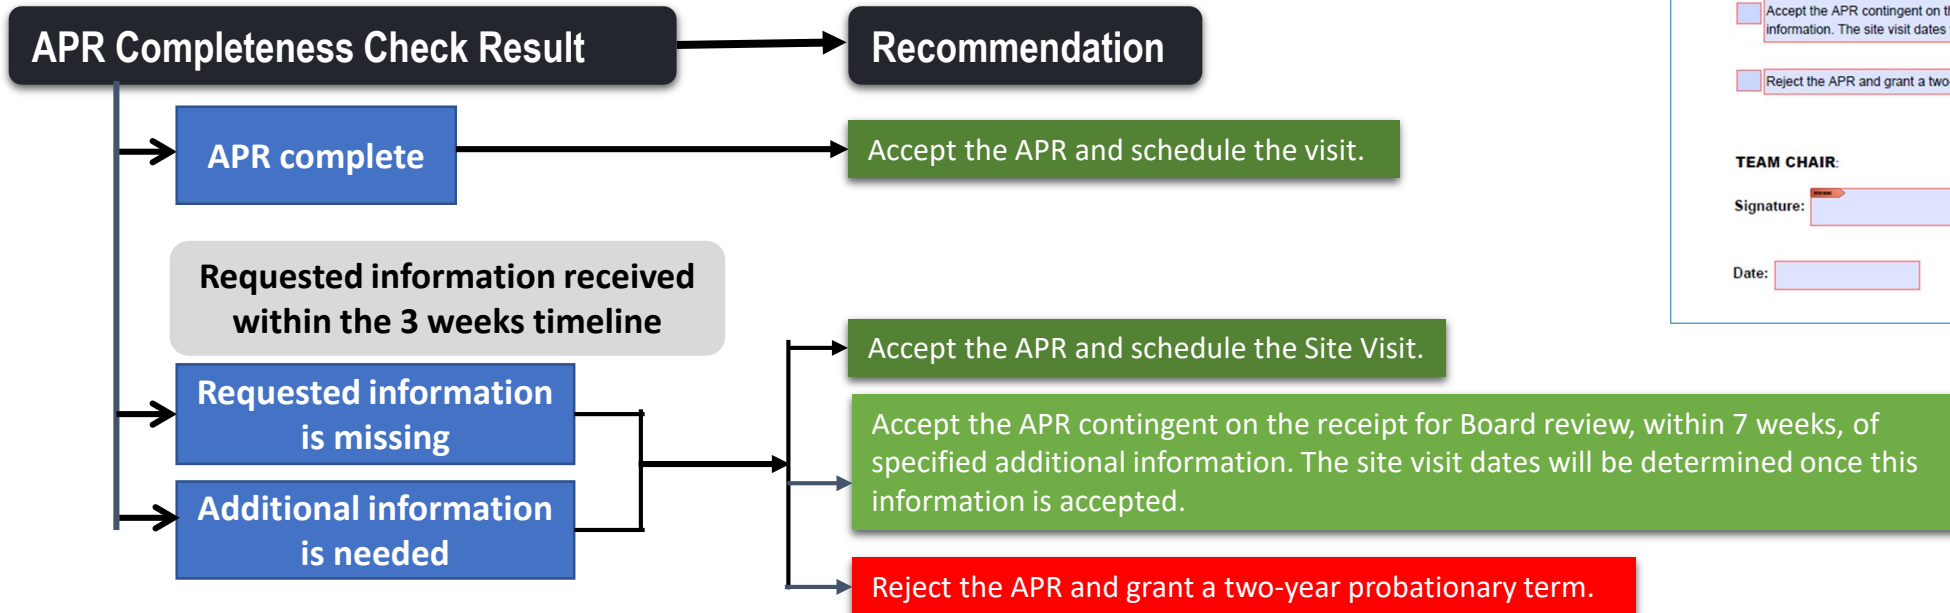 APR Completeness Check Result
Recommendation
APR complete
Accept the APR and schedule the visit.
Requested information received
within the 3 weeks timeline
Requested information
is missing
Additional information
is needed
Accept the APR and schedule the Site Visit.
Accept the APR contingent on the receipt for Board review, within 7 weeks, of
specified additional information. The site visit dates will be determined once this
information is accepted.
Reject the APR and grant a two-year probationary term.
Accept the APR contingent on
information. The site visit dates
Reject the APR and grant a two-
TEAM CHAIR:
Signature:
Date: